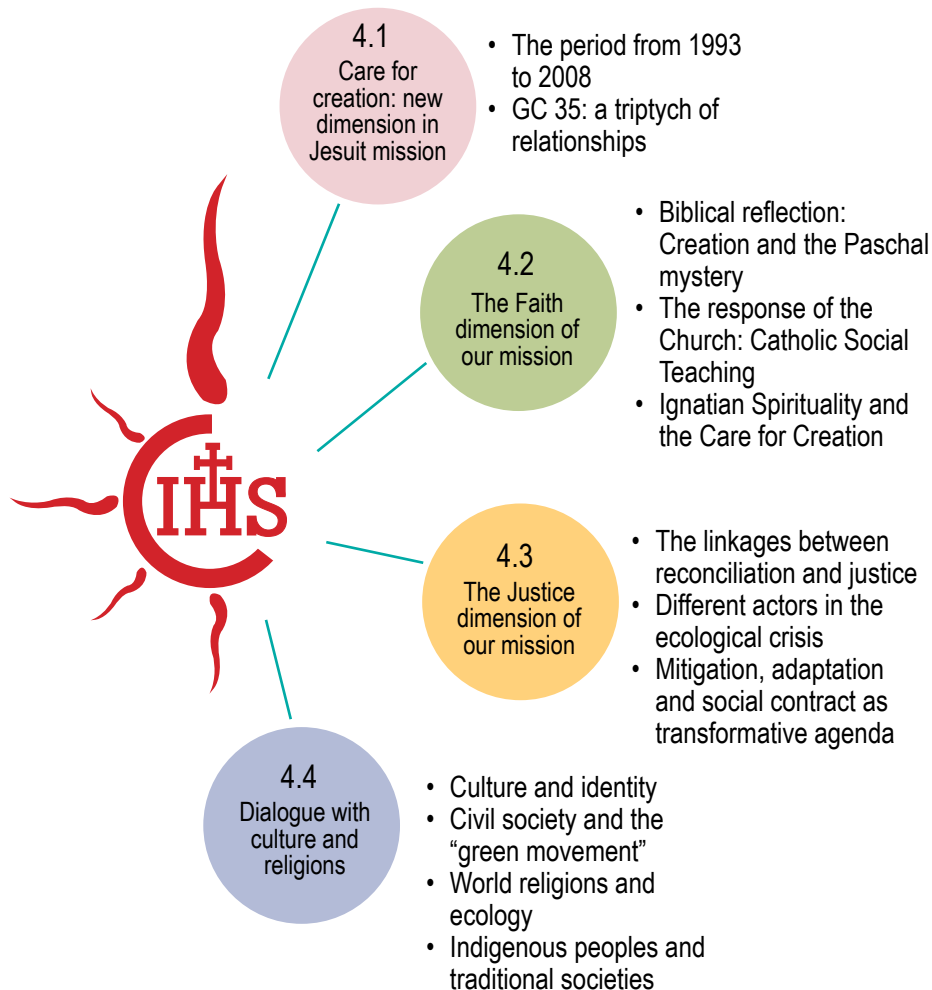 4.1
Care for
creation: new
dimension in
Jesuit mission
• The period from 1993
to 2008
• GC 35: a triptych of
relationships
4.2
The Faith
dimension of
our mission
• Biblical reflection:
Creation and the Paschal
mystery
• The response of the
Church: Catholic Social
Teaching
• Ignatian Spirituality and
the Care for Creation
IHS
4.3
The Justice
dimension of
our mission
• The linkages between
reconciliation and justice
• Different actors in the
ecological crisis
• Mitigation, adaptation
and social contract as
transformative agenda
4.4
Dialogue with
culture and
religions
• Culture and identity
• Civil society and the
“green movement”
• World religions and
ecology
• Indigenous peoples and
traditional societies